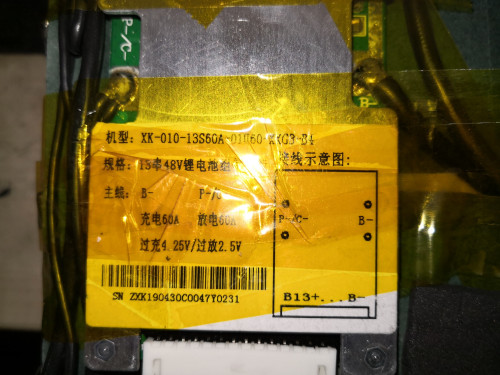 P-/C-
B-
机型: XK-010-13S60A-
规格: 13串48V锂电池
接线示意图:
主线: B-
充电60A 放电60A
过充4.25V/过放2.5V
P-/C- B-
B13+...B-
SN ZXK190430C0047Y0231